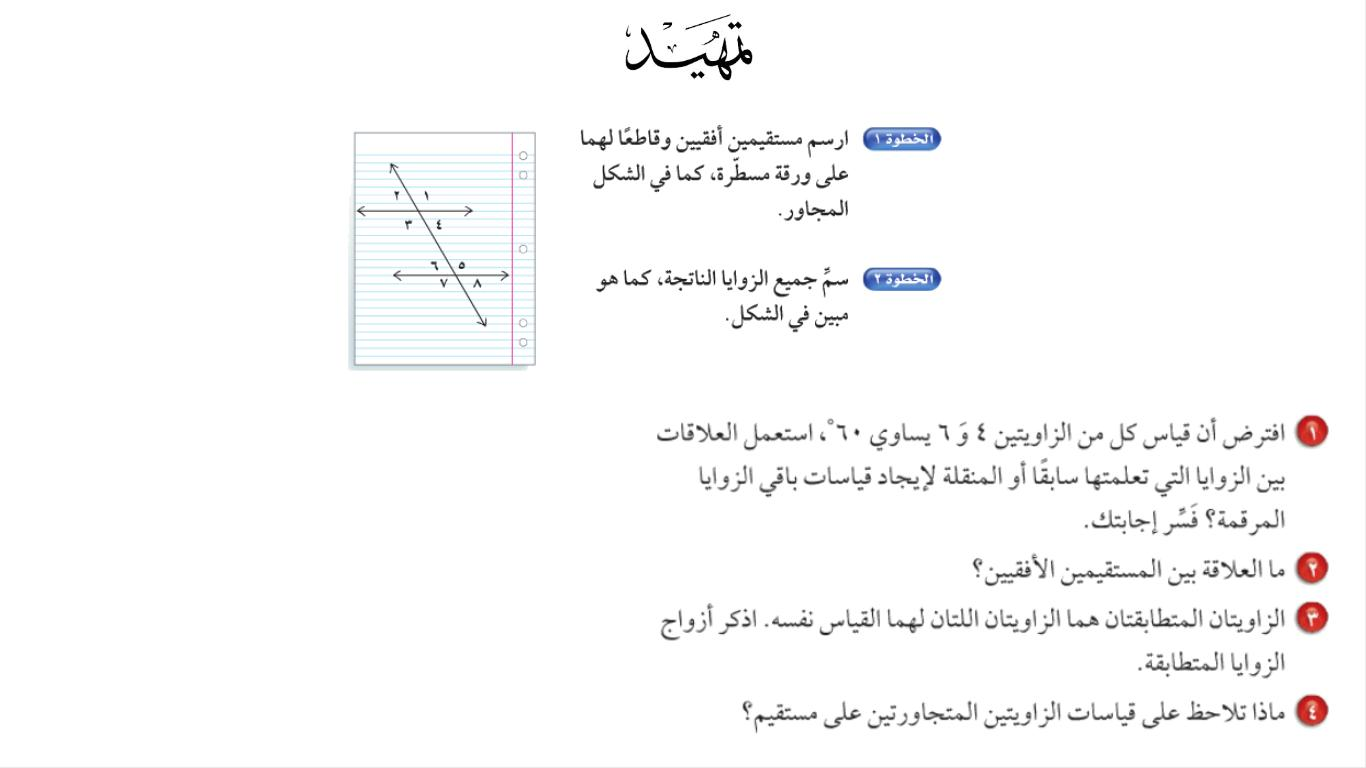 تمهيد
الخطوة ١ ارسم مستقيمين أفقيين وقاطعًا لهما
على ورقة مسطّرة، كما في الشكل
المجاور.
الخطوة ٢ سمِّ جميع الزوايا الناتجة، كما هو
مبين في الشكل.
٢ ١
٣ ٤
٦ ٥
٧ ٨
١ افترض أن قياس كل من الزاويتين ٤ وَ ٦ يساوي ٦٠°، استعمل العلاقات
بين الزوايا التي تعلمتها سابقًا أو المنقلة لإيجاد قياسات باقي الزوايا
المرقمة؟ فَسِّر إجابتك.
٢ ما العلاقة بين المستقيمين الأفقيين؟
٣ الزاويتان المتطابقتان هما الزاويتان اللتان لهما القياس نفسه. اذكر أزواج
الزوايا المتطابقة.
٤ ماذا تلاحظ على قياسات الزاويتين المتجاورتين على مستقيم؟